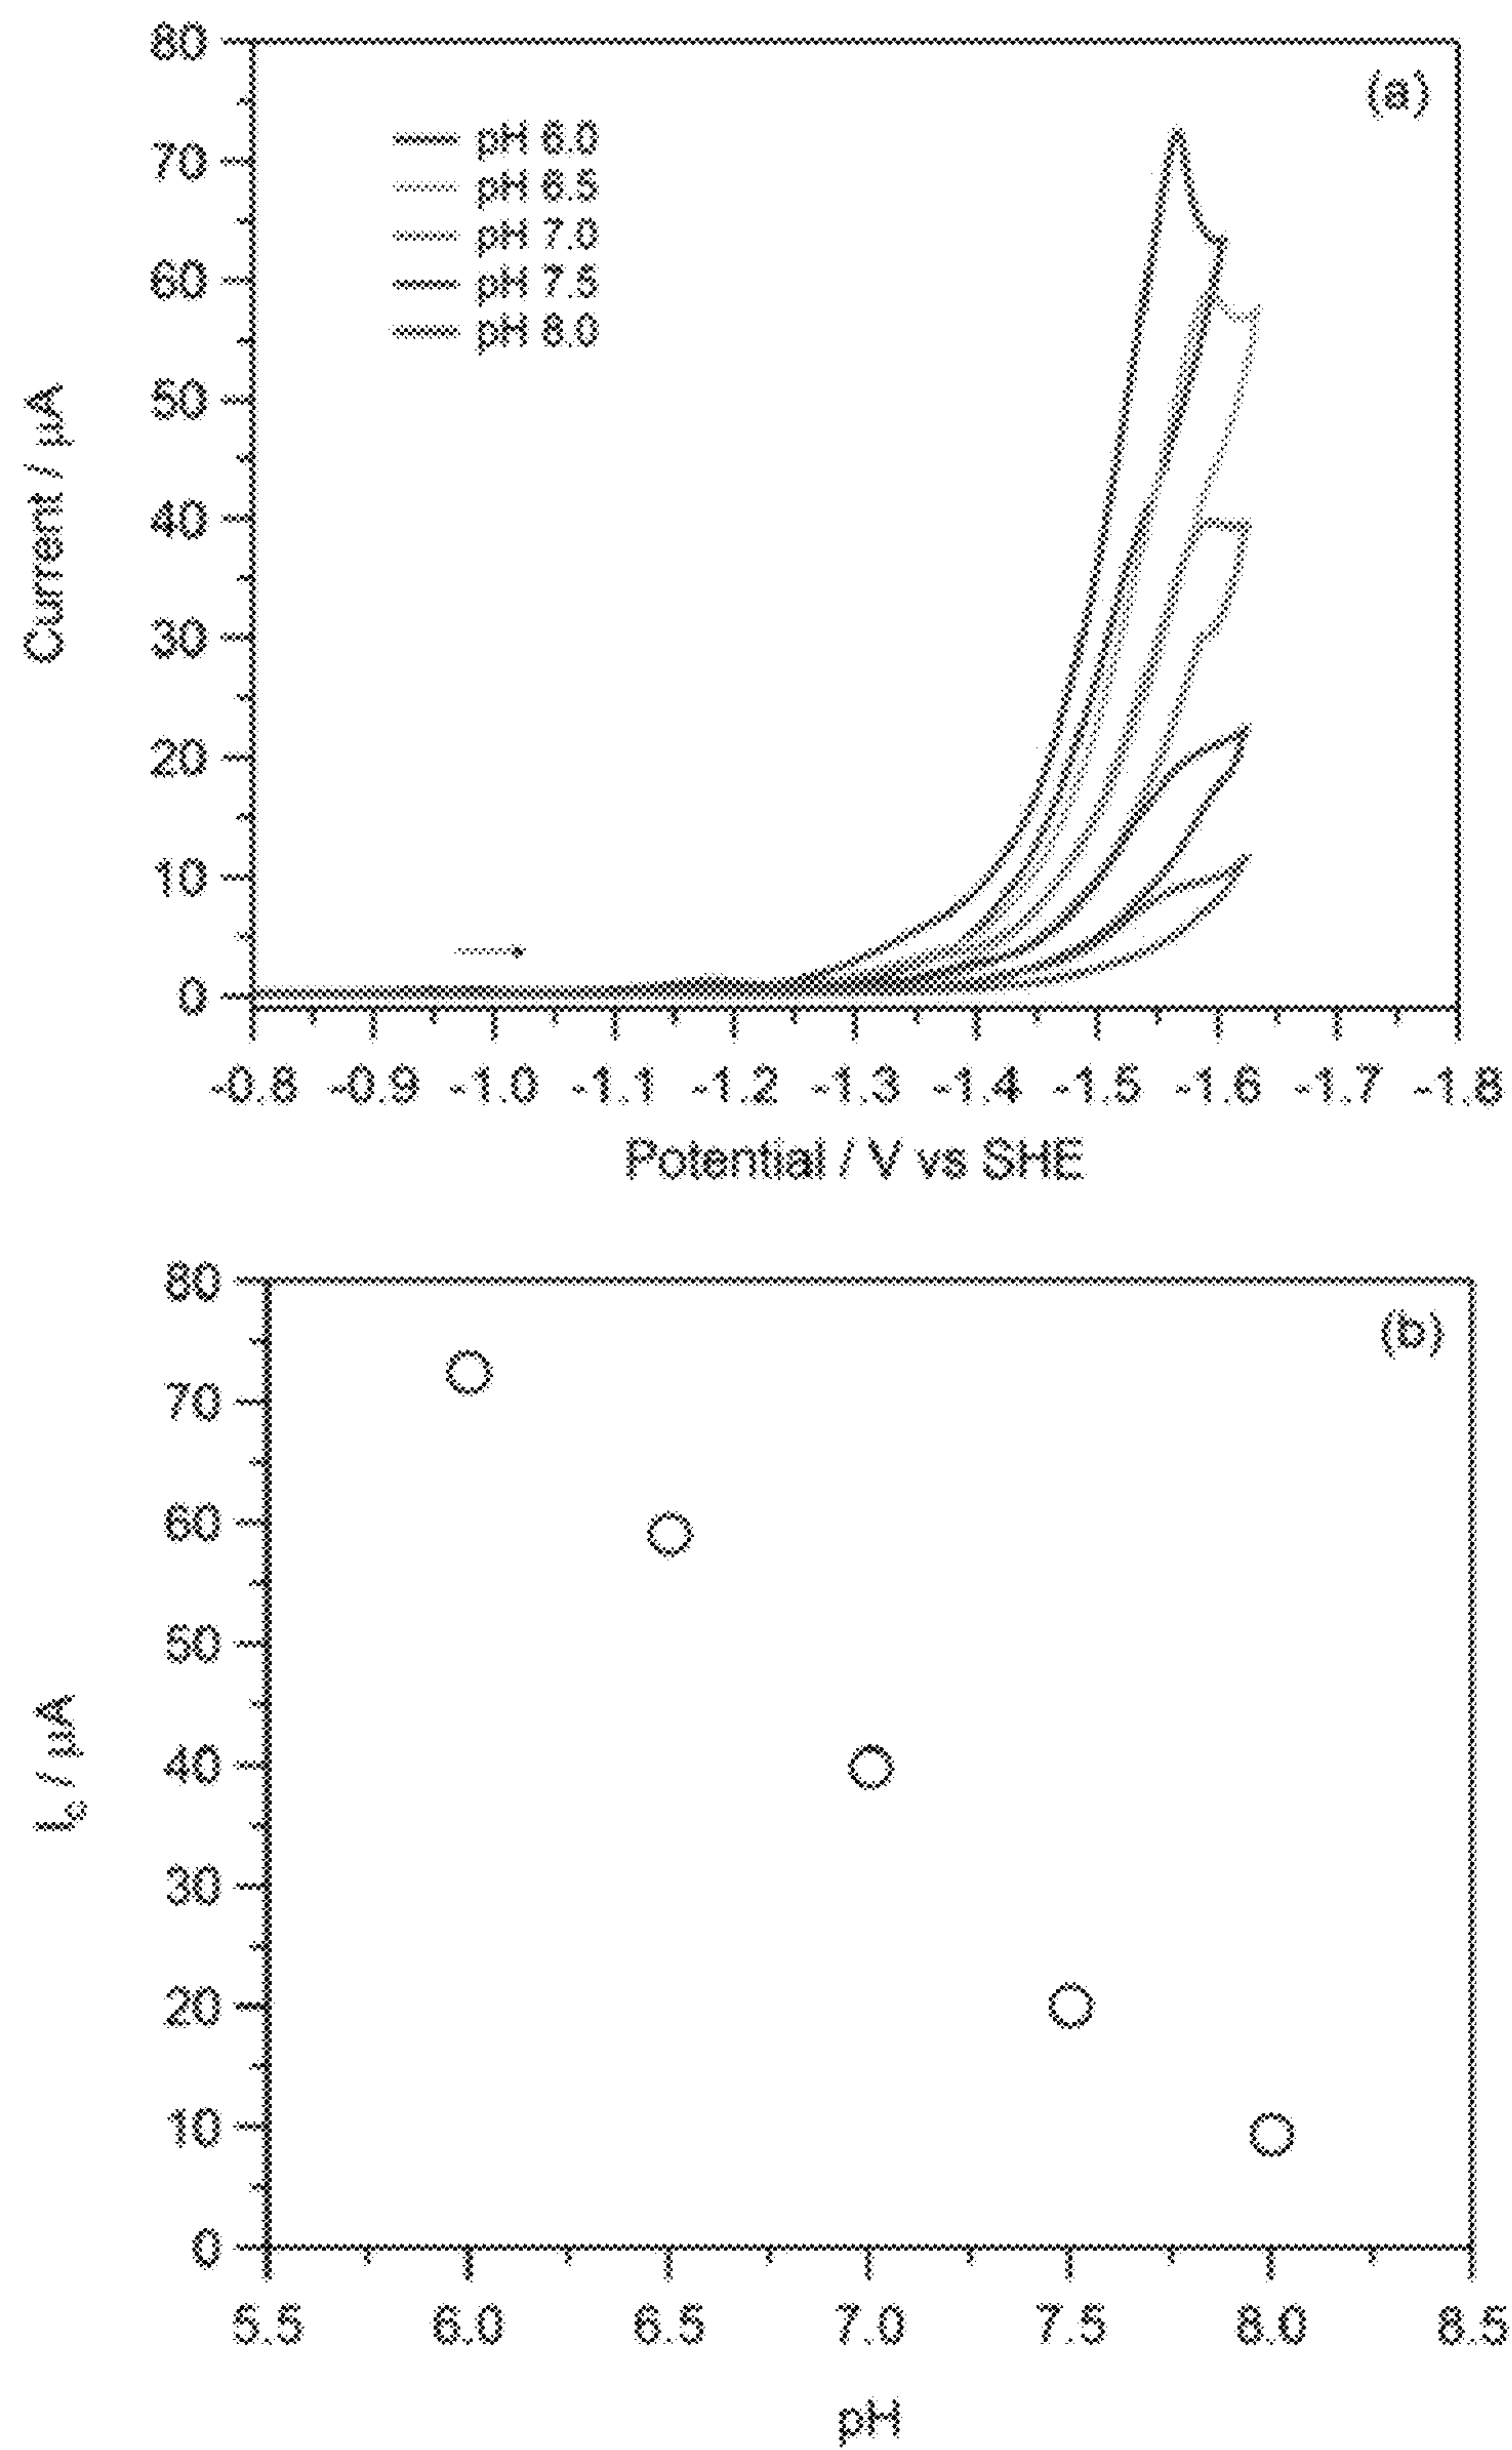 80
(a)
pH 6.0
70
pH 6.5
pH 7.0
60
pH 7.5
pH 8.0
50
Current / µA
40
30
20
10
0
-0.8 -0.9 -1.0 -1.1 -1.2 -1.3 -1.4 -1.5 -1.6 -1.7 -1.8
Potential / V vs SHE
80
(b)
70
60
50
40
30
20
10
0
5.5 6.0 6.5 7.0 7.5 8.0 8.5
pH